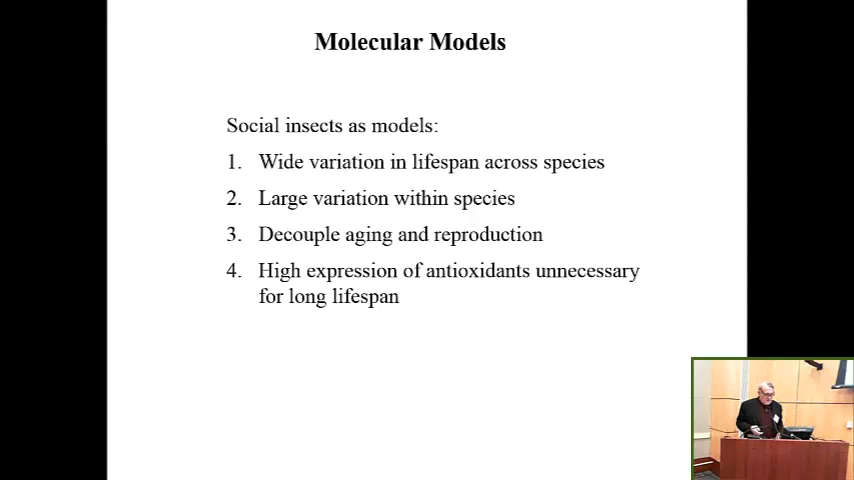 Molecular Models
Social insects as models:
1. Wide variation in lifespan across species
2. Large variation within species
3. Decouple aging and reproduction
4. High expression of antioxidants unnecessary
for long lifespan